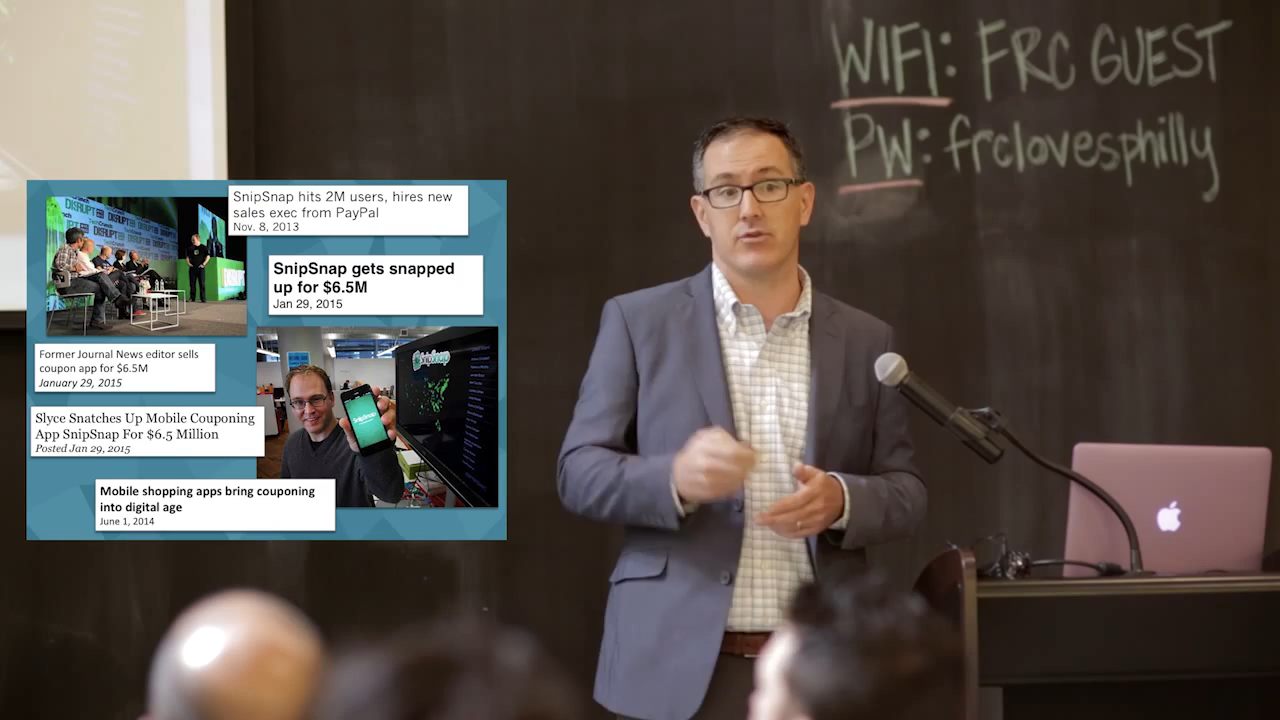 WIFI: FRC GUEST
PW: frclovesphilly
SnipSnap hits 2M users, hires new
sales exec from PayPal
Nov. 8, 2013
DISRUPT
SnipSnap gets snapped
up for $6.5M
Jan 29, 2015
Former Journal News editor sells
coupon app for $6.5M
January 29, 2015
SnipSnap
SnipSnap
Slyce Snatches Up Mobile Couponing
App SnipSnap For $6.5 Million
Posted Jan 29, 2015
Mobile shopping apps bring couponing
into digital age
June 1, 2014